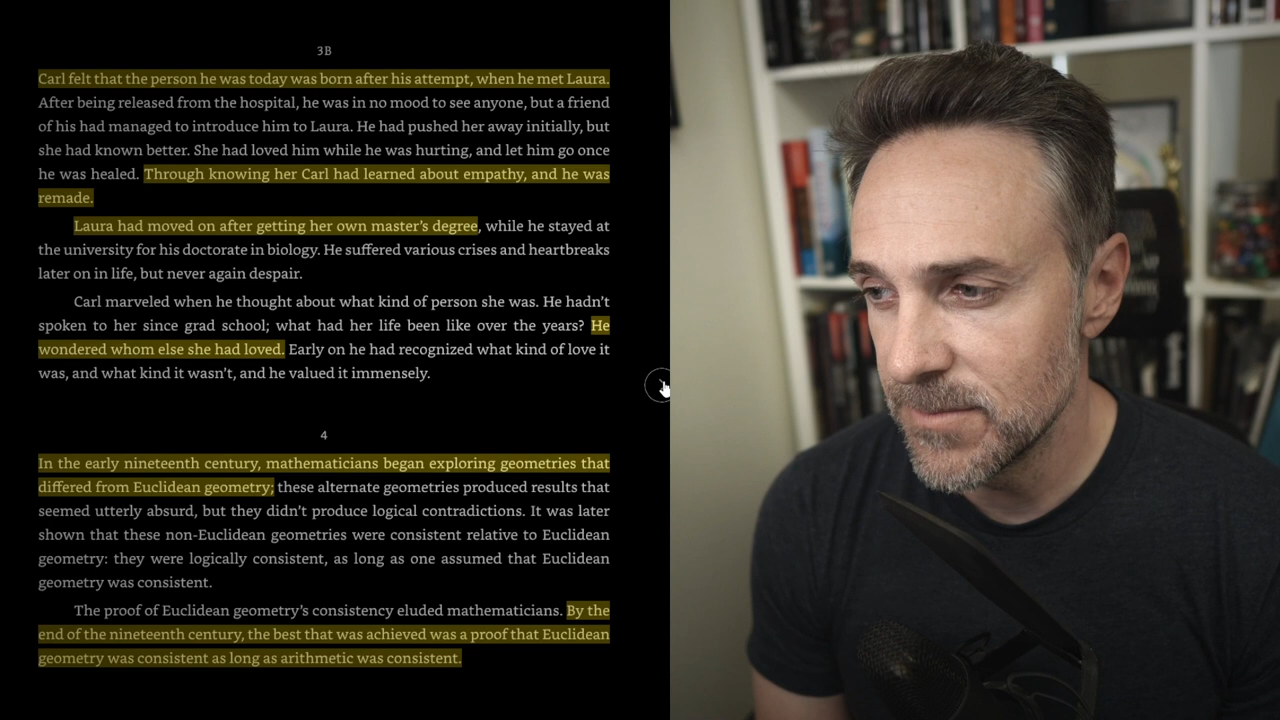 3B
Carl felt that the person he was today was born after his attempt, when he met Laura.
After being released from the hospital, he was in no mood to see anyone, but a friend
of his had managed to introduce him to Laura. He had pushed her away initially, but
she had known better. She had loved him while he was hurting, and let him go once
he was healed. Through knowing her Carl had learned about empathy, and he was
remade.
Laura had moved on after getting her own master’s degree, while he stayed at
the university for his doctorate in biology. He suffered various crises and heartbreaks
later on in life, but never again despair.
Carl marveled when he thought about what kind of person she was. He hadn’t
spoken to her since grad school; what had her life been like over the years? He
wondered whom else she had loved. Early on he had recognized what kind of love it
was, and what kind it wasn’t, and he valued it immensely.
4
In the early nineteenth century, mathematicians began exploring geometries that
differed from Euclidean geometry; these alternate geometries produced results that
seemed utterly absurd, but they didn’t produce logical contradictions. It was later
shown that these non-Euclidean geometries were consistent relative to Euclidean
geometry: they were logically consistent, as long as one assumed that Euclidean
geometry was consistent.
The proof of Euclidean geometry’s consistency eluded mathematicians. By the
end of the nineteenth century, the best that was achieved was a proof that Euclidean
geometry was consistent as long as arithmetic was consistent.